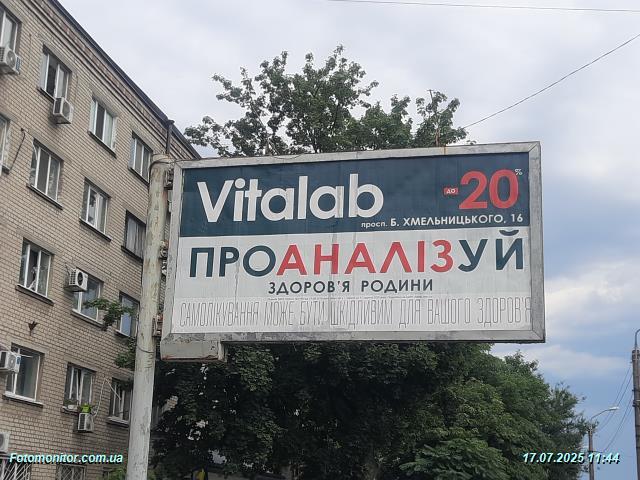 Vitalab
до -20%
просп. Б. ХМЕЛЬНИЦЬКОГО, 16
ПРОАНАЛІЗУЙ
ЗДОРОВ'Я РОДИНИ
САМОЛІКУВАННЯ МОЖЕ БУТИ ШКІДЛИВИМ ДЛЯ ВАШОГО ЗДОРОВ'Я
Fotomonitor.com.ua
17.07.2025 11:44